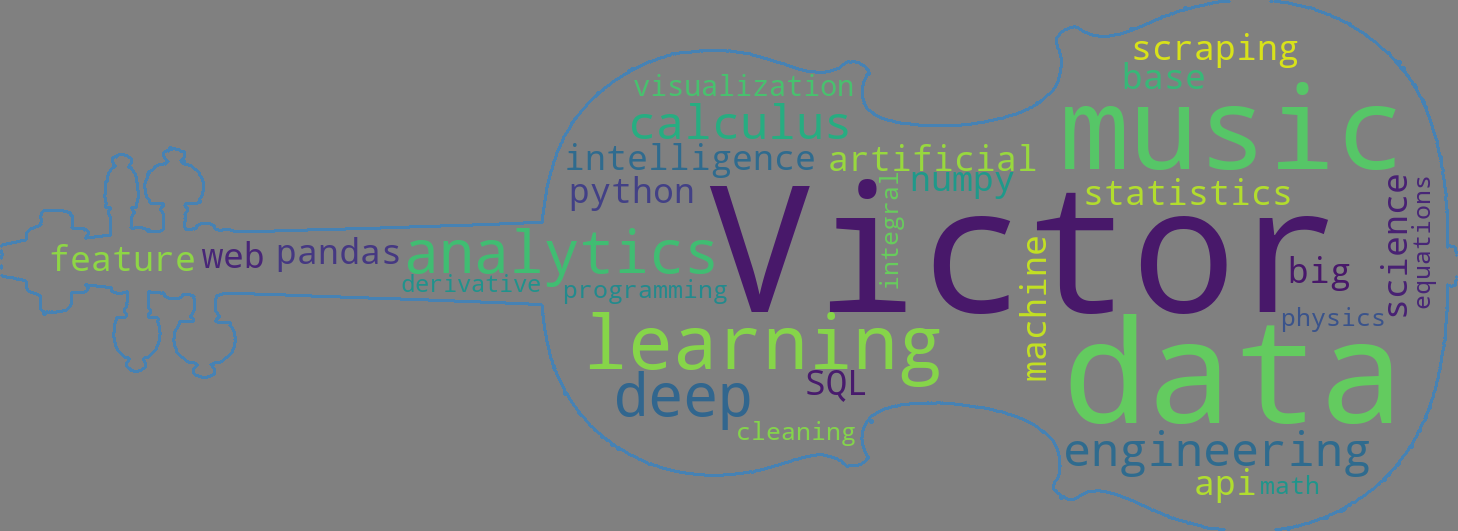 scraping
base
music
visualization
calculus
intelligence
artificial
numpy
python
statistics
Victor
integral
science
equations
feature
web
pandas
analytics
derivative
programming
machine
big
physics
learning
data
deep
SQL
cleaning
engineering
api
math